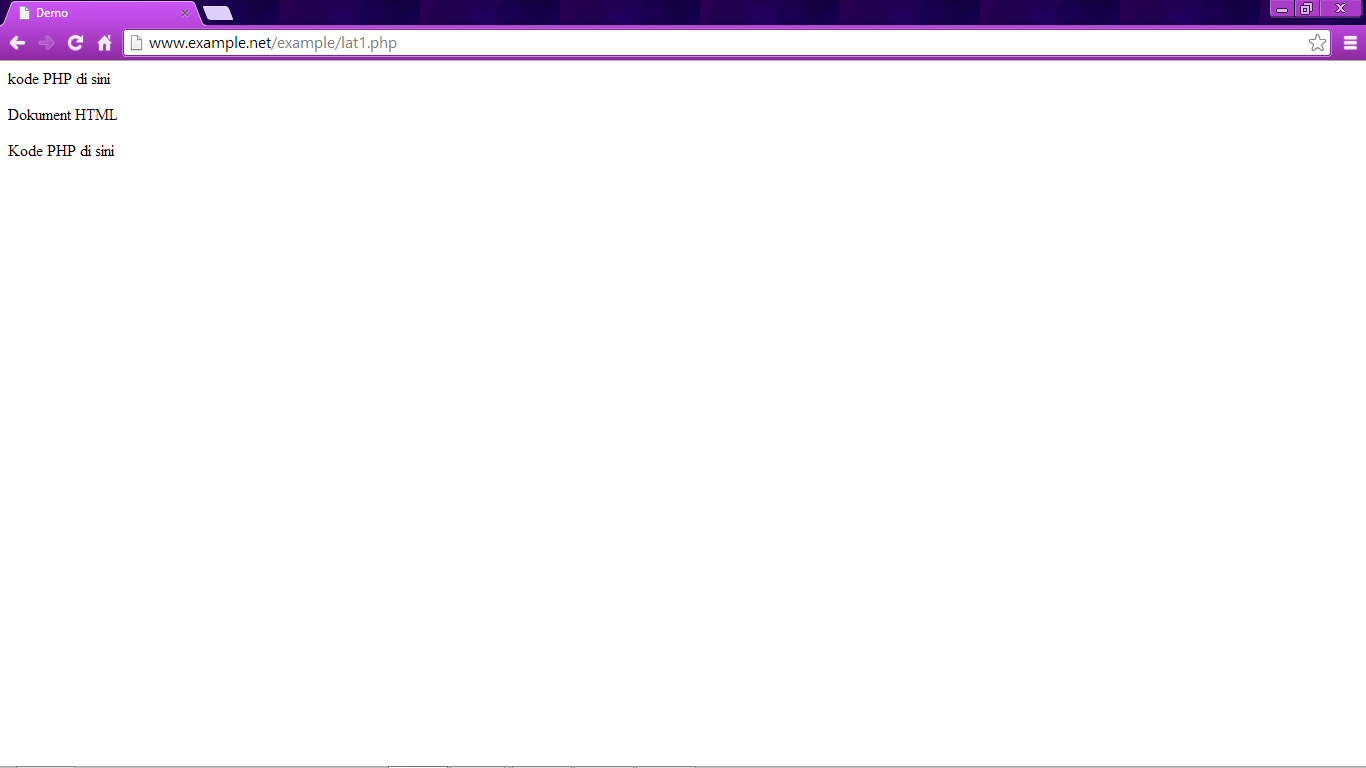 Demo
www.example.net/example/lat1.php
kode PHP di sini
Dokument HTML
Kode PHP di sini